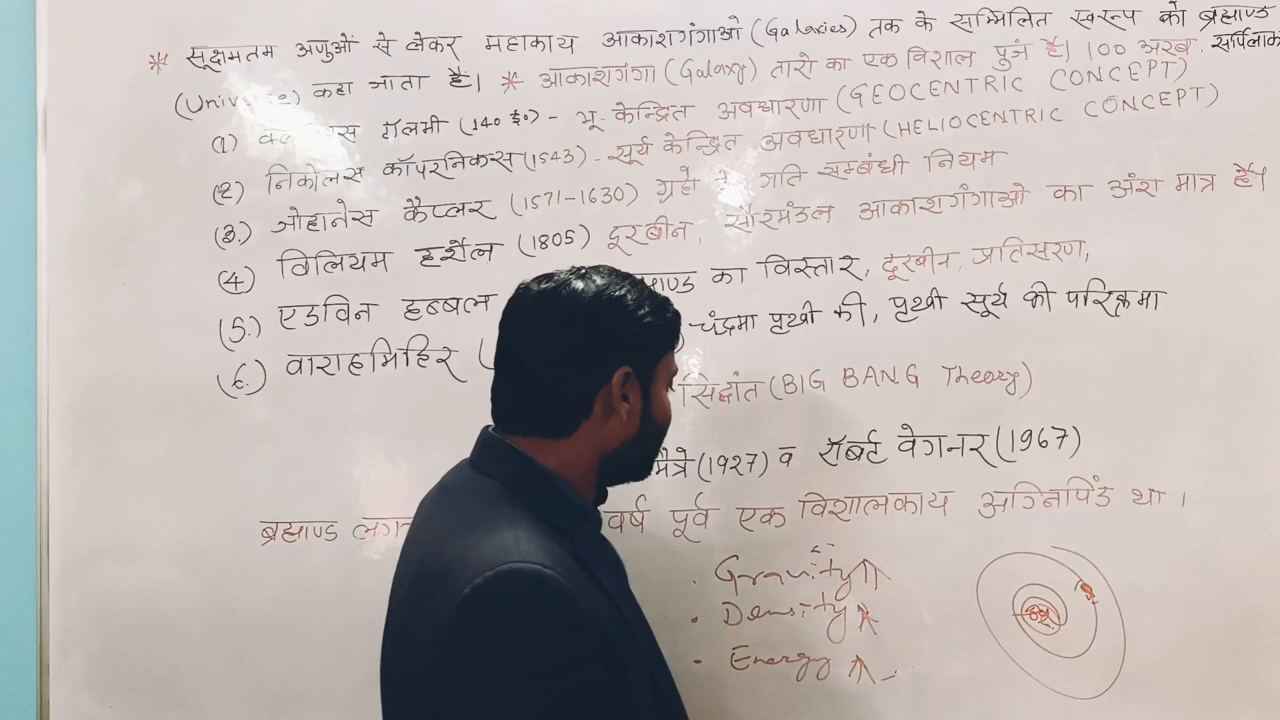 * सूक्षमतम अणुओं से लेकर महाकाय आकाशगंगाओ (Galaxies) तक के सम्मिलित स्वरूप को ब्रह्माण्ड
(Universe) कहा जाता है। * आकाशगंगा (Galaxy) तारो का एक विशाल पुंज है। 100 अरब, सर्पिलाक
(1) टॉलमी (140 ई०) - भू-केन्द्रित अवधारणा (GEOCENTRIC CONCEPT)
(2) निकोलस कॉपरनिकस (1543) - सूर्य केन्द्रित अवधारणा (HELIOCENTRIC CONCEPT)
(3.) जोहानेस कैप्लर (1571-1630) ग्रहो गति सम्बंधी नियम
(4) विलियम हर्शेल (1805) दूरबीन, सौरमंडल आकाशगंगाओ का अंश मात्र है।
(5.) एडविन हब्बल का विस्तार, दूरबीन, प्रतिसरण,
(6.) वाराहमिहिर ( ) - चंद्रमा पृथ्वी की, पृथ्वी सूर्य की परिक्रमा
सिद्धांत (BIG BANG Theory)
मैत्रे (1927) व रॉबर्ट वेगनर (1967)
ब्रह्माण्ड वर्ष पूर्व एक विशालकाय अग्निपिंड था।
. Gravity ↑
. Density ↑
- Energy ↑ -